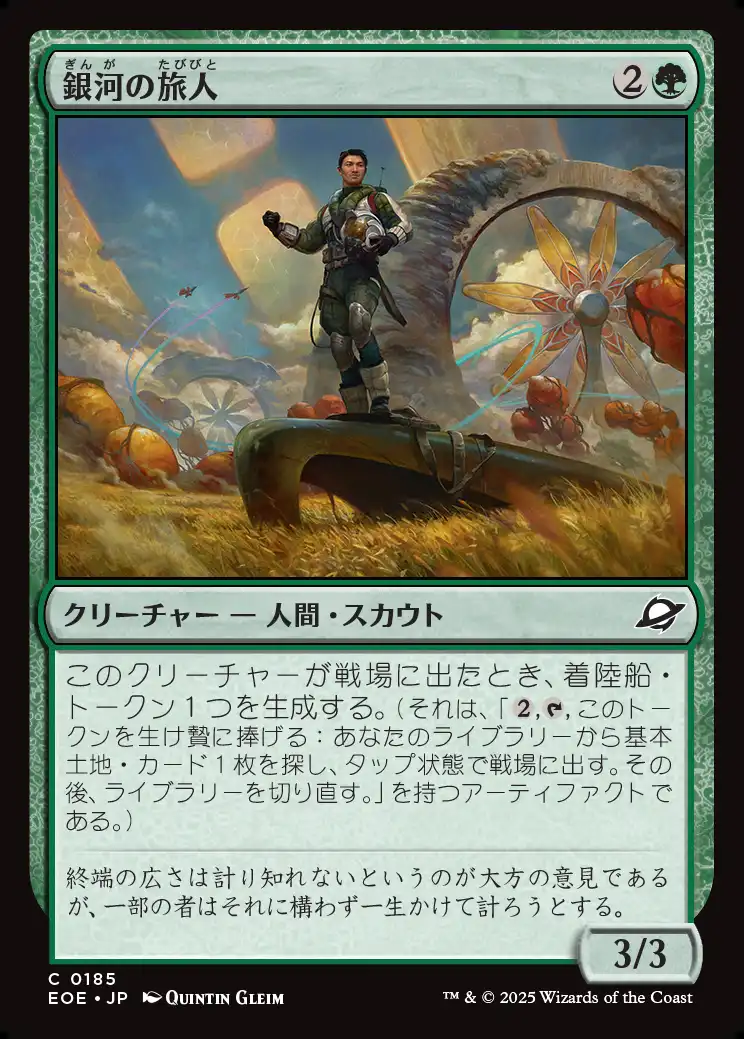 ぎんが たびびと
銀河の旅人 2
クリーチャー — 人間・スカウト
このクリーチャーが戦場に出たとき、着陸船・
トークン1つを生成する。（それは、「2, , このトー
クンを生け贄に捧げる：あなたのライブラリーから基本
土地・カード1枚を探し、タップ状態で戦場に出す。その
後、ライブラリーを切り直す。」を持つアーティファクトで
ある。）
終端の広さは計り知れないというのが大方の意見である
が、一部の者はそれに構わず一生かけて計ろうとする。
3/3
C 0185
EOE • JP Quintin Gleim
™ & © 2025 Wizards of the Coast